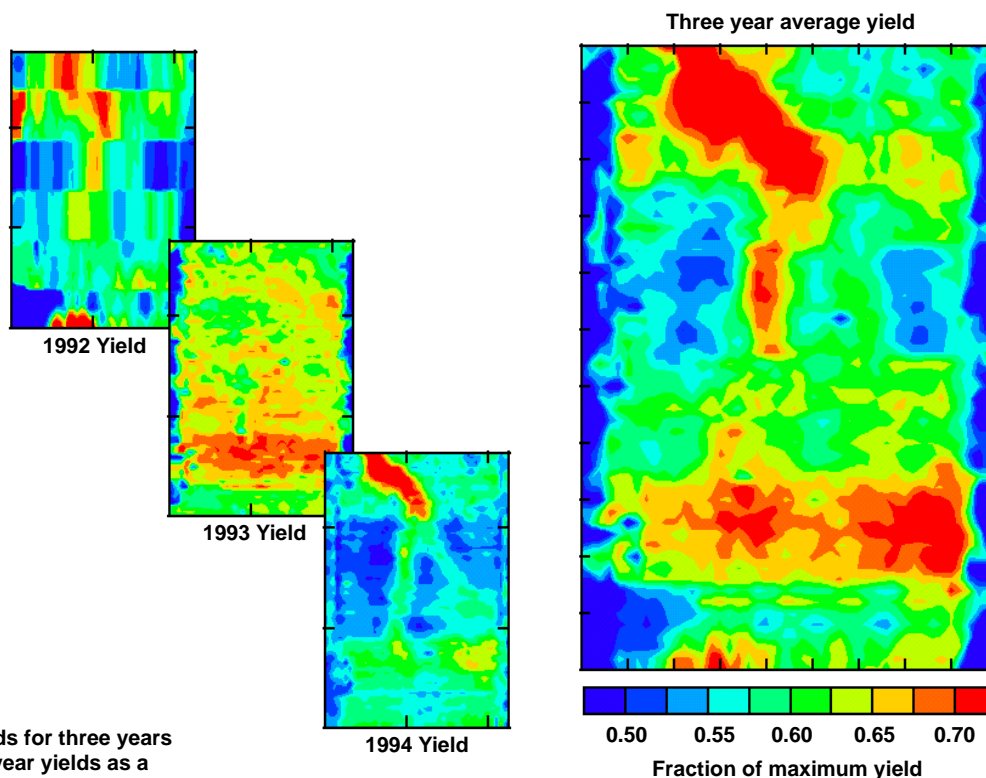 Three year average yield
1992 Yield
1993 Yield
1994 Yield
for three years
year yields as a
0.50 0.55 0.60 0.65 0.70
Fraction of maximum yield